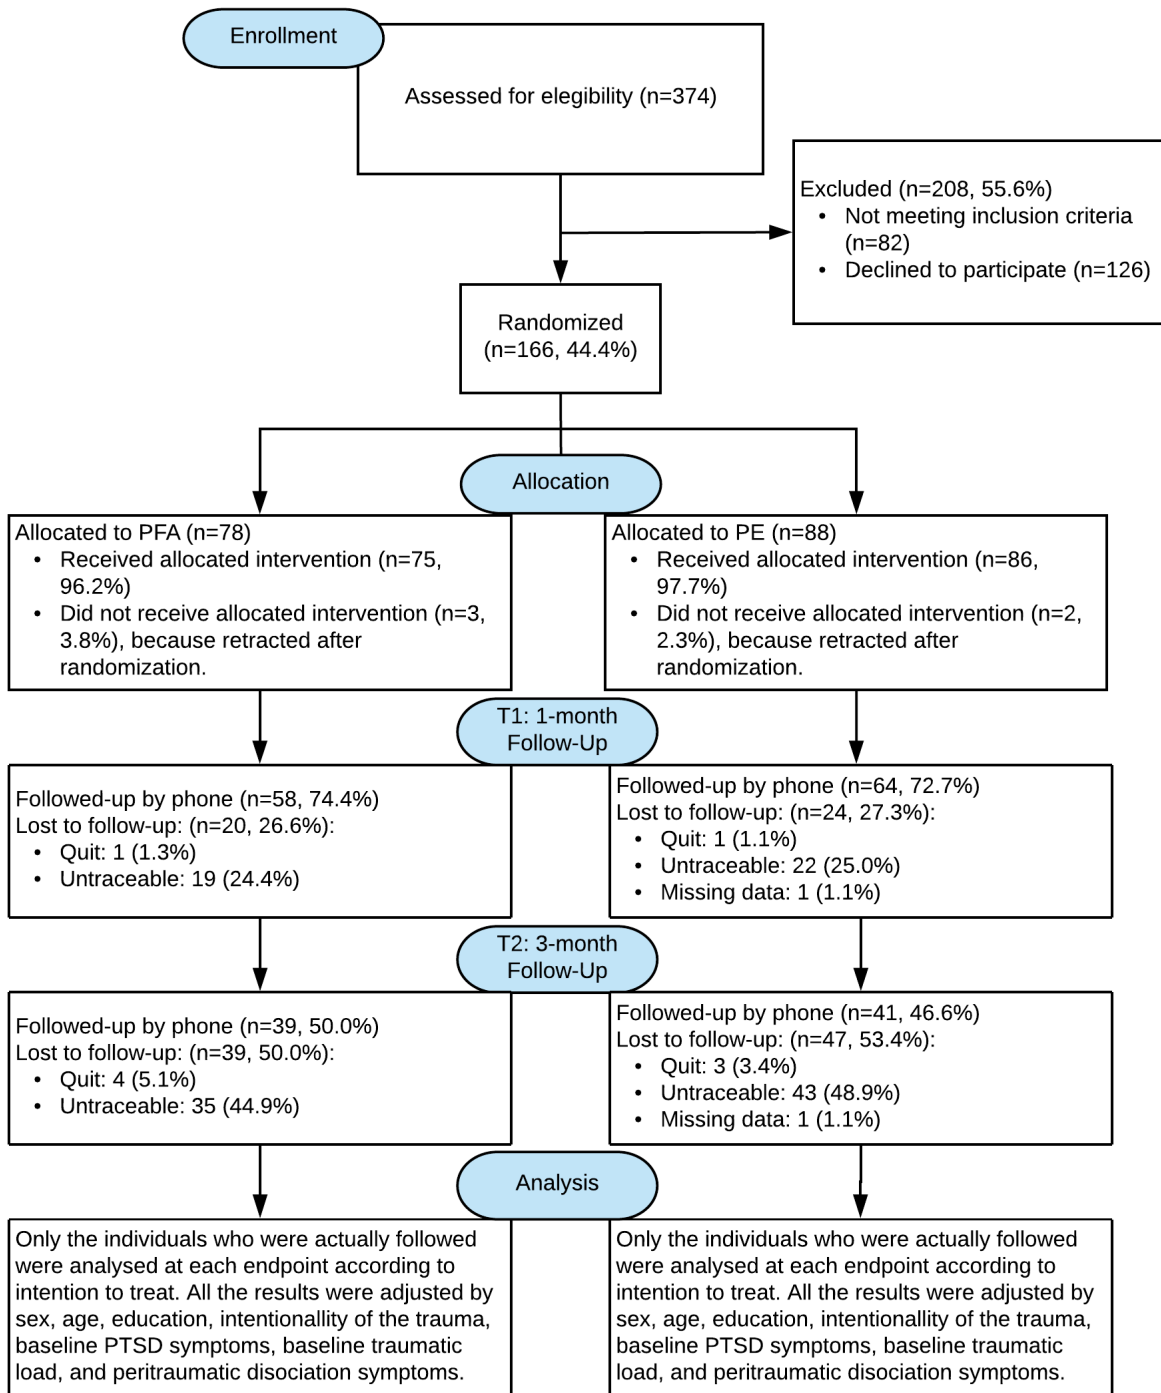 Enrollment
Assessed for elegibility (n=374)
Excluded (n=208, 55.6%)
• Not meeting inclusion criteria
(n=82)
• Declined to participate (n=126)
Randomized
(n=166, 44.4%)
Allocation
Allocated to PFA (n=78)
• Received allocated intervention (n=75,
96.2%)
• Did not receive allocated intervention (n=3,
3.8%), because retracted after
randomization.
Allocated to PE (n=88)
• Received allocated intervention (n=86,
97.7%)
• Did not receive allocated intervention (n=2,
2.3%), because retracted after
randomization.
T1: 1-month
Follow-Up
Followed-up by phone (n=58, 74.4%)
Lost to follow-up: (n=20, 26.6%):
• Quit: 1 (1.3%)
• Untraceable: 19 (24.4%)
Followed-up by phone (n=64, 72.7%)
Lost to follow-up: (n=24, 27.3%):
• Quit: 1 (1.1%)
• Untraceable: 22 (25.0%)
• Missing data: 1 (1.1%)
T2: 3-month
Follow-Up
Followed-up by phone (n=39, 50.0%)
Lost to follow-up: (n=39, 50.0%):
• Quit: 4 (5.1%)
• Untraceable: 35 (44.9%)
Followed-up by phone (n=41, 46.6%)
Lost to follow-up: (n=47, 53.4%):
• Quit: 3 (3.4%)
• Untraceable: 43 (48.9%)
• Missing data: 1 (1.1%)
Analysis
Only the individuals who were actually followed
were analysed at each endpoint according to
intention to treat. All the results were adjusted by
sex, age, education, intentionallity of the trauma,
baseline PTSD symptoms, baseline traumatic
load, and peritraumatic disociation symptoms.
Only the individuals who were actually followed
were analysed at each endpoint according to
intention to treat. All the results were adjusted by
sex, age, education, intentionallity of the trauma,
baseline PTSD symptoms, baseline traumatic
load, and peritraumatic disociation symptoms.